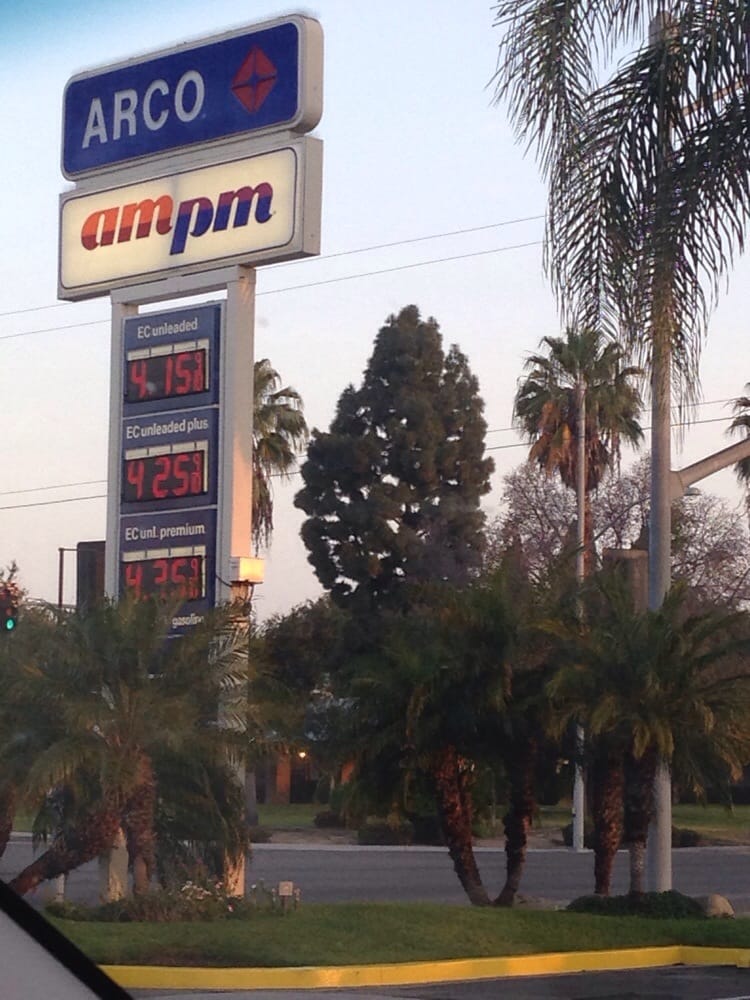 ARCO
ampm
EC unleaded
4.15 9/10
EC unleaded plus
4.25 9/10
EC unl. premium
4.35 9/10
gasoline